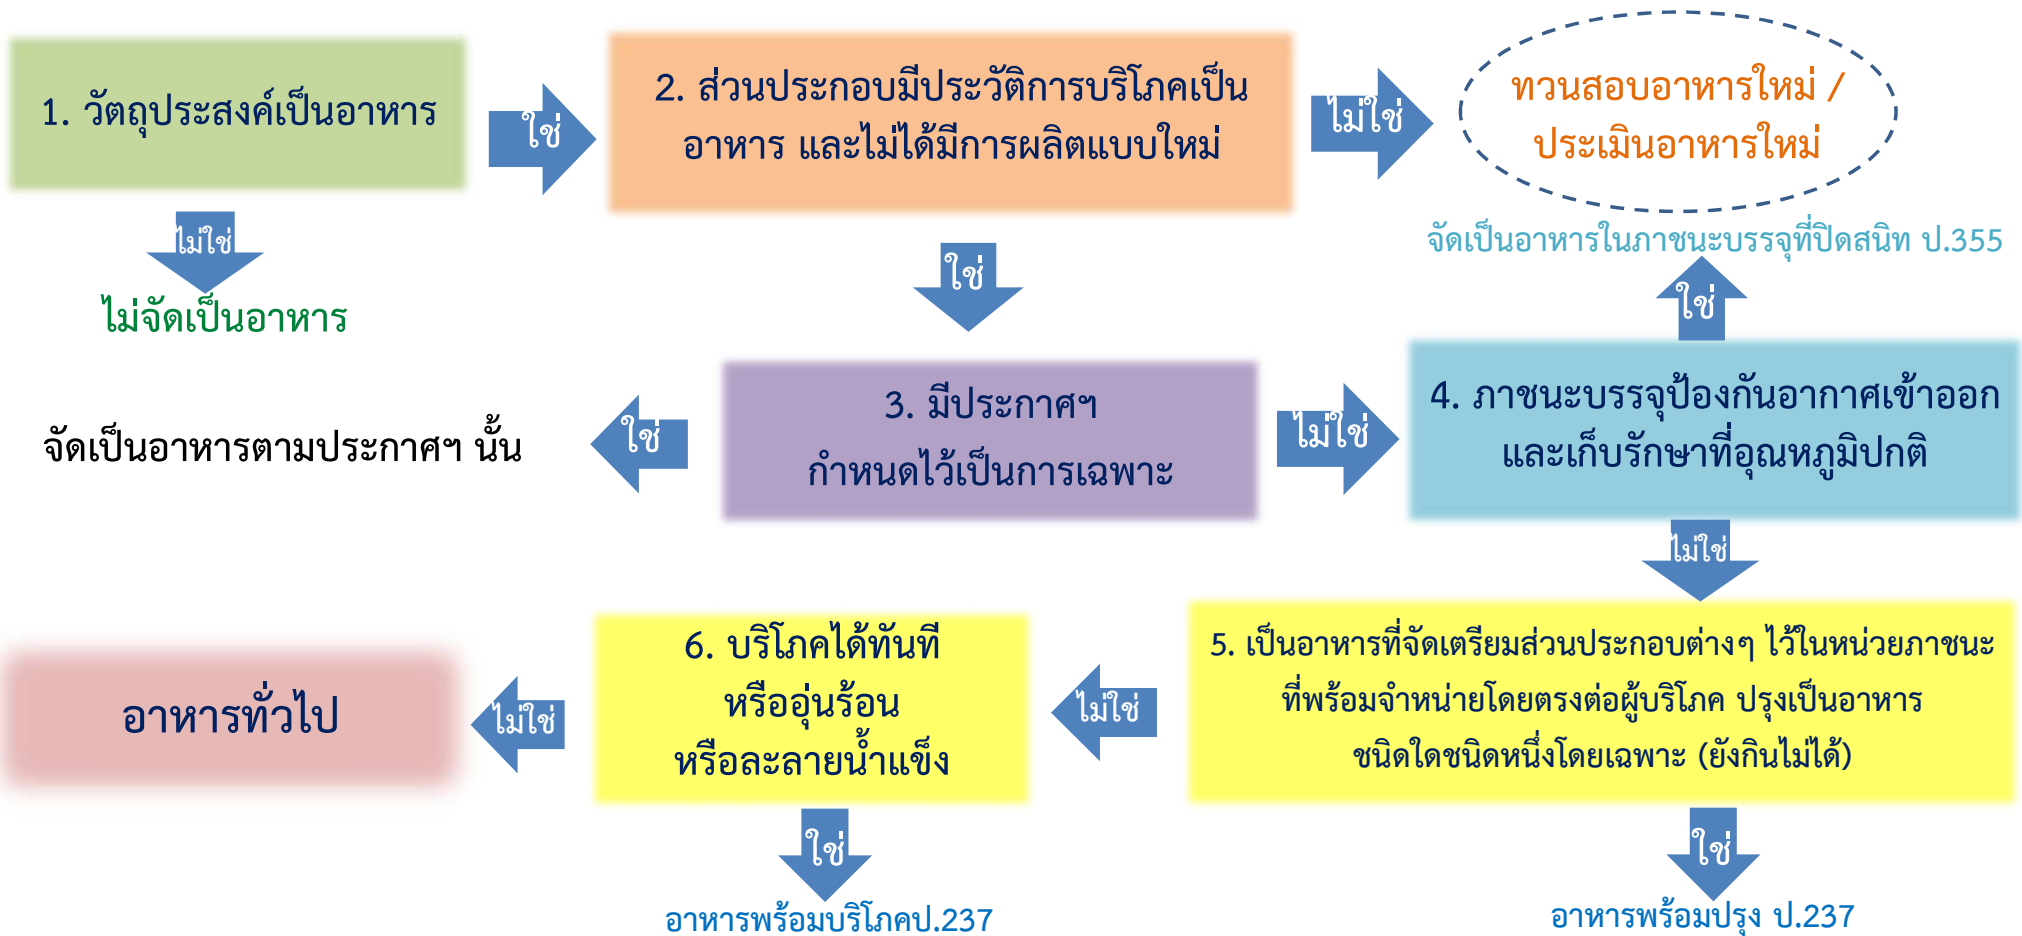 1. วัตถุประสงค์เป็นอาหาร
ใช่
2. ส่วนประกอบมีประวัติการบริโภคเป็น
อาหาร และไม่ได้มีการผลิตแบบใหม่
ไม่ใช่
ทวนสอบอาหารใหม่ /
ประเมินอาหารใหม่
ไม่ใช่
ไม่จัดเป็นอาหาร
ใช่
จัดเป็นอาหารในภาชนะบรรจุที่ปิดสนิท ป.355
ใช่
จัดเป็นอาหารตามประกาศฯ นั้น
ใช่
3. มีประกาศฯ
กำหนดไว้เป็นการเฉพาะ
ไม่ใช่
4. ภาชนะบรรจุป้องกันอากาศเข้าออก
และเก็บรักษาที่อุณหภูมิปกติ
ไม่ใช่
อาหารทั่วไป
ไม่ใช่
6. บริโภคได้ทันที
หรืออุ่นร้อน
หรือละลายน้ำแข็ง
ไม่ใช่
5. เป็นอาหารที่จัดเตรียมส่วนประกอบต่างๆ ไว้ในหน่วยภาชนะ
ที่พร้อมจำหน่ายโดยตรงต่อผู้บริโภค ปรุงเป็นอาหาร
ชนิดใดชนิดหนึ่งโดยเฉพาะ (ยังกินไม่ได้)
ใช่
อาหารพร้อมบริโภคป.237
ใช่
อาหารพร้อมปรุง ป.237